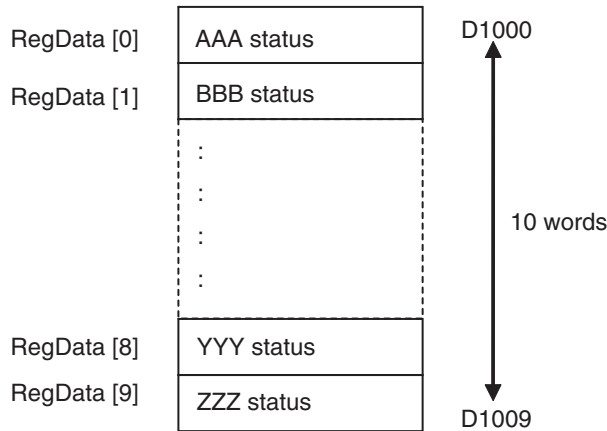 RegData [0] AAA status D1000
RegData [1] BBB status
:
:
:
:
10 words
RegData [8] YYY status
RegData [9] ZZZ status
D1009